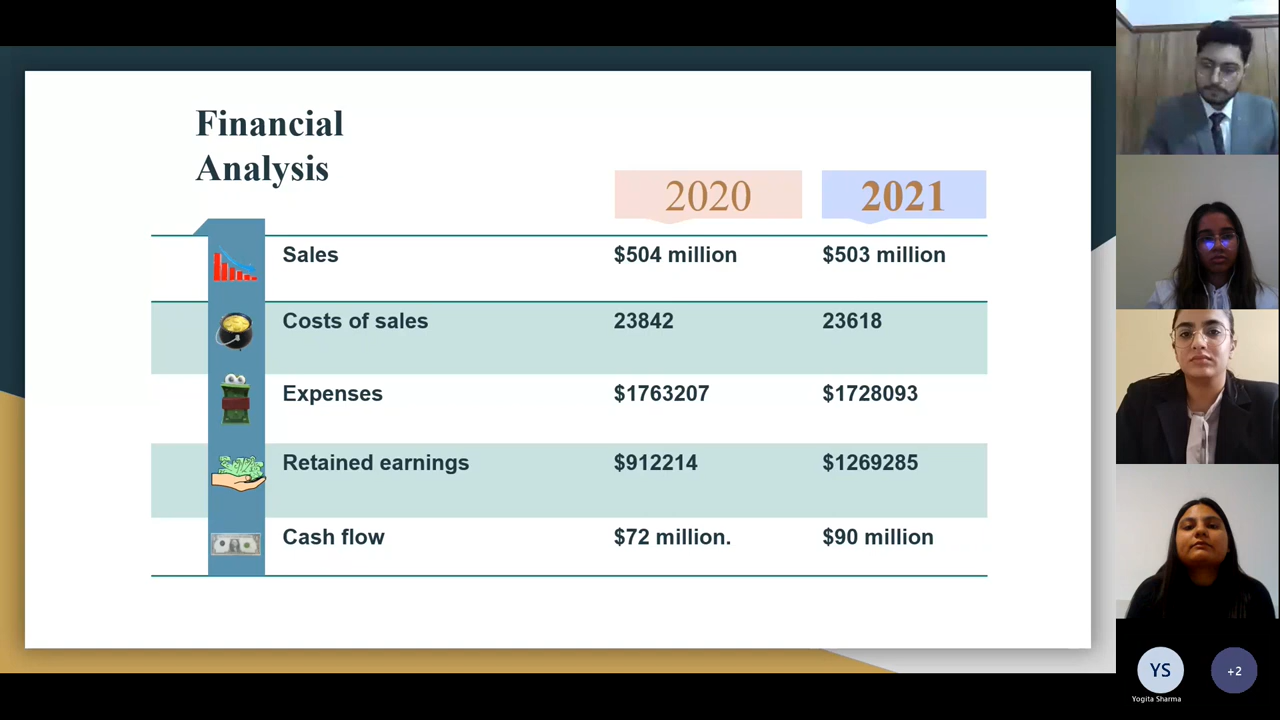 Financial
Analysis
2020 2021
Sales $504 million $503 million
Costs of sales 23842 23618
Expenses $1763207 $1728093
Retained earnings $912214 $1269285
Cash flow $72 million. $90 million
YS +2
Yogita Sharma